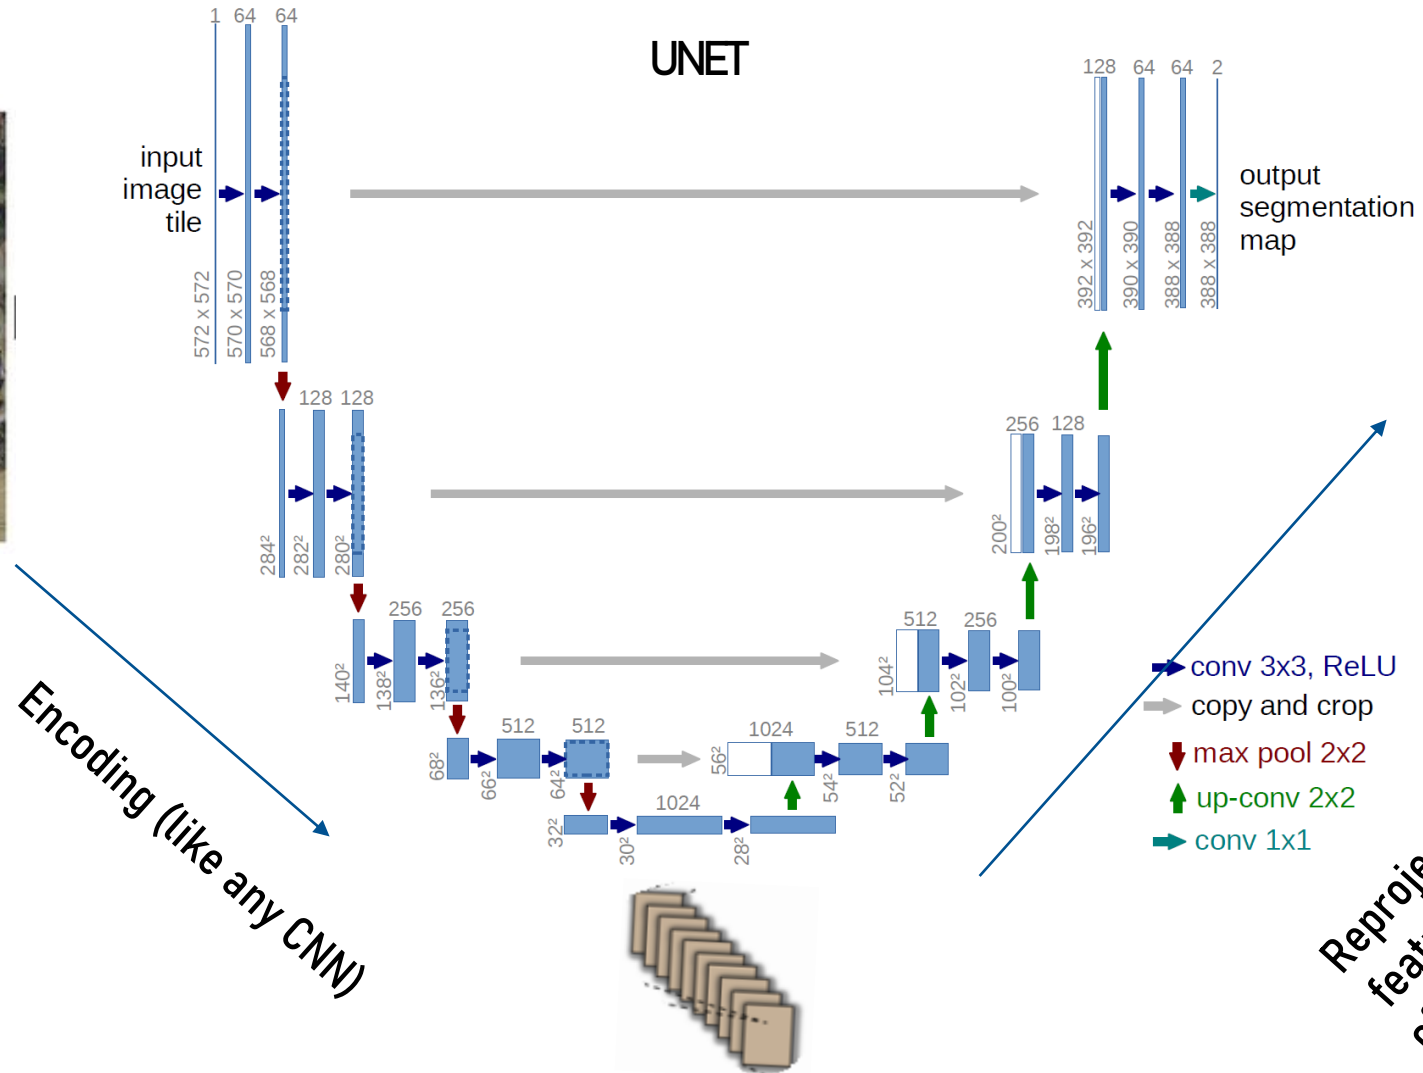 UNET
1 64 64
input
image
tile
572 x 572
570 x 570
568 x 568
128 64 64 2
output
segmentation
map
392 x 392
390 x 390
388 x 388
388 x 388
128 128
284²
282²
280²
256 128
200²
198²
196²
256 256
140²
138²
136²
512 256
104²
102²
100²
512 512
68²
66²
64²
1024 512
56²
54²
52²
1024
32²
30²
28²
conv 3x3, ReLU
copy and crop
max pool 2x2
up-conv 2x2
conv 1x1
Encoding (like any CNN)